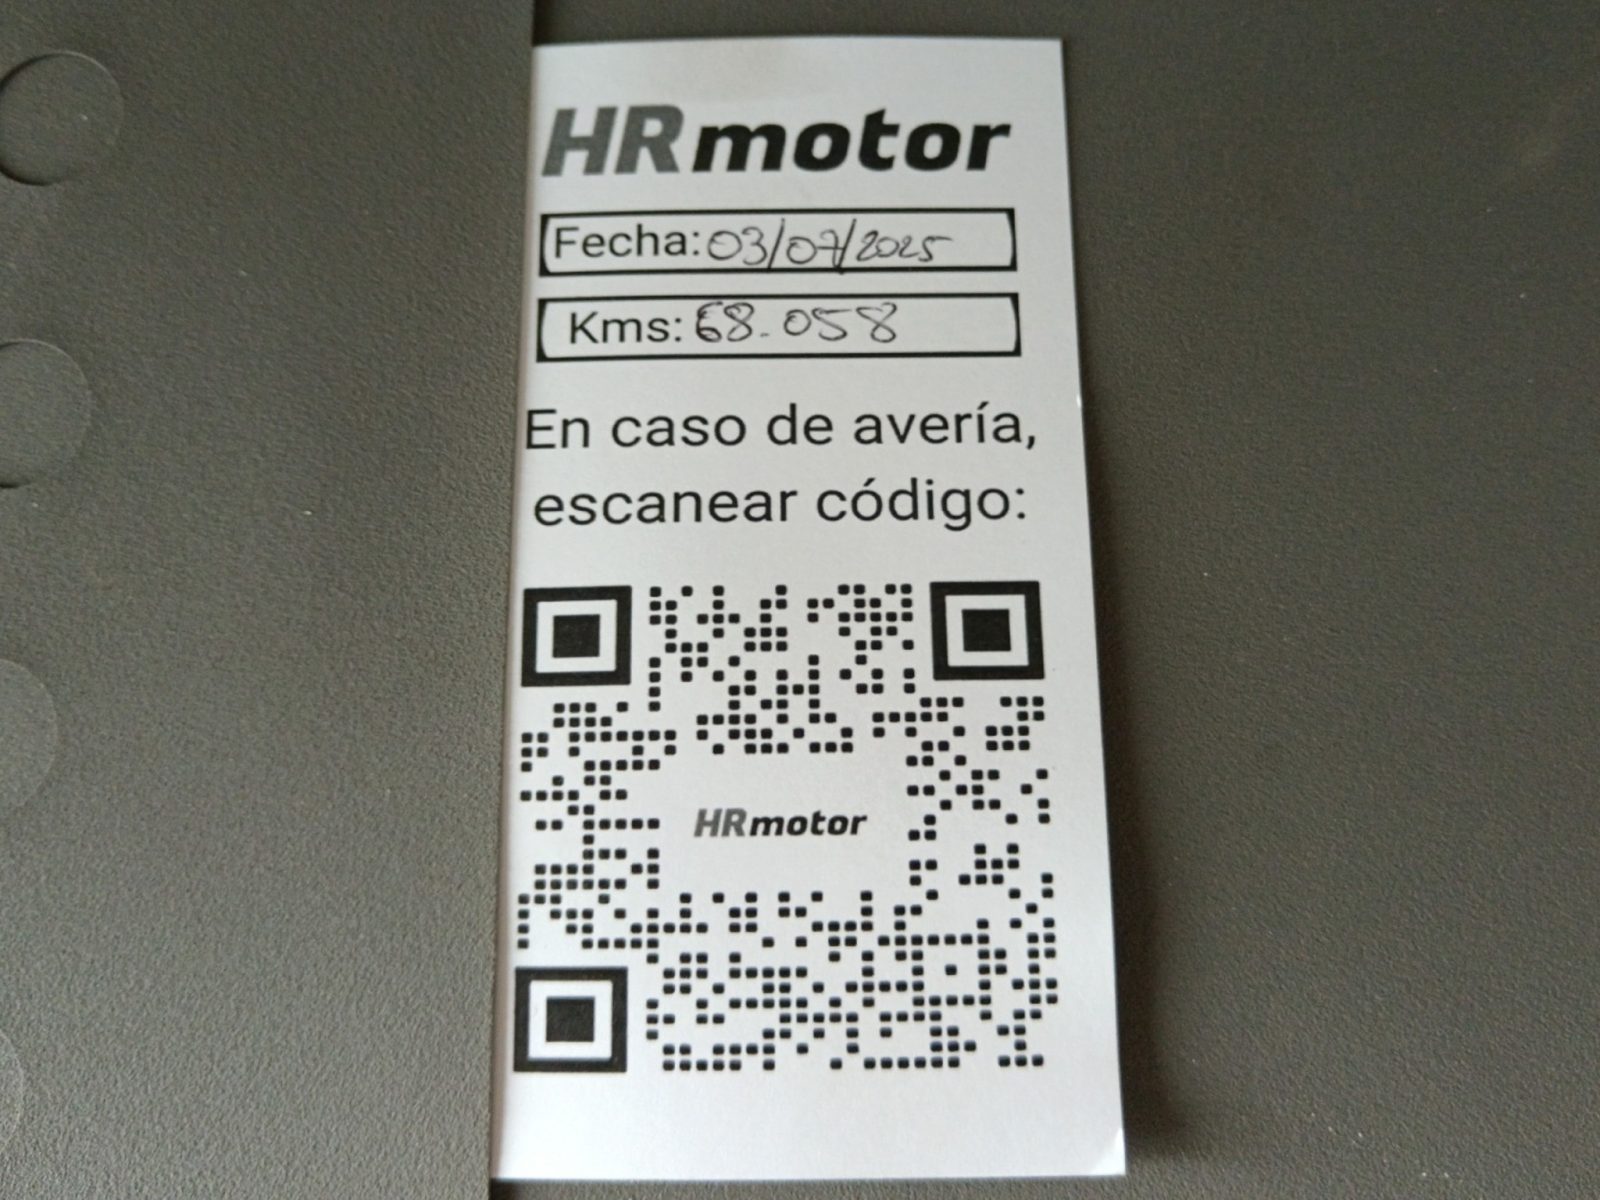 HRmotor
Fecha: 03/07/2025
Kms: 68.058
En caso de avería,
escanear código:
HRmotor